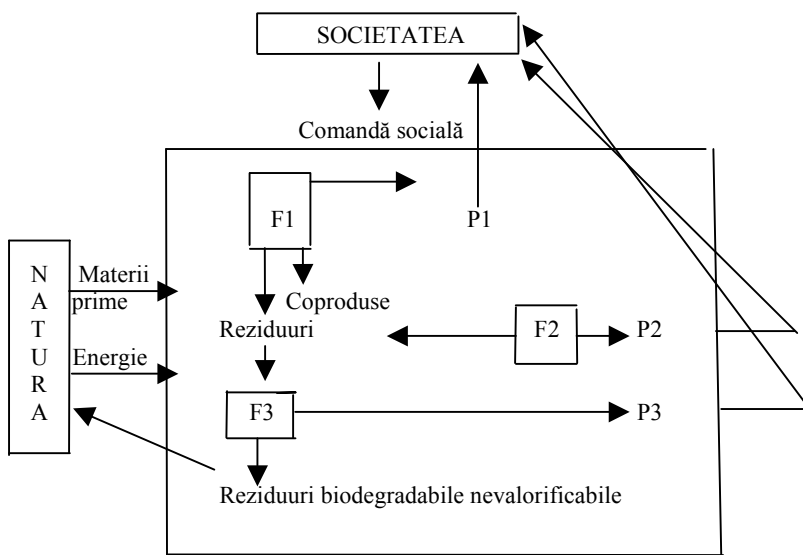 SOCIETATEA
Comandă socială
F1
P1
N
A
T
U
R
A
Materii
prime
Coproduse
Reziduuri
F2
P2
Energie
F3
P3
Reziduuri biodegradabile nevalorificabile